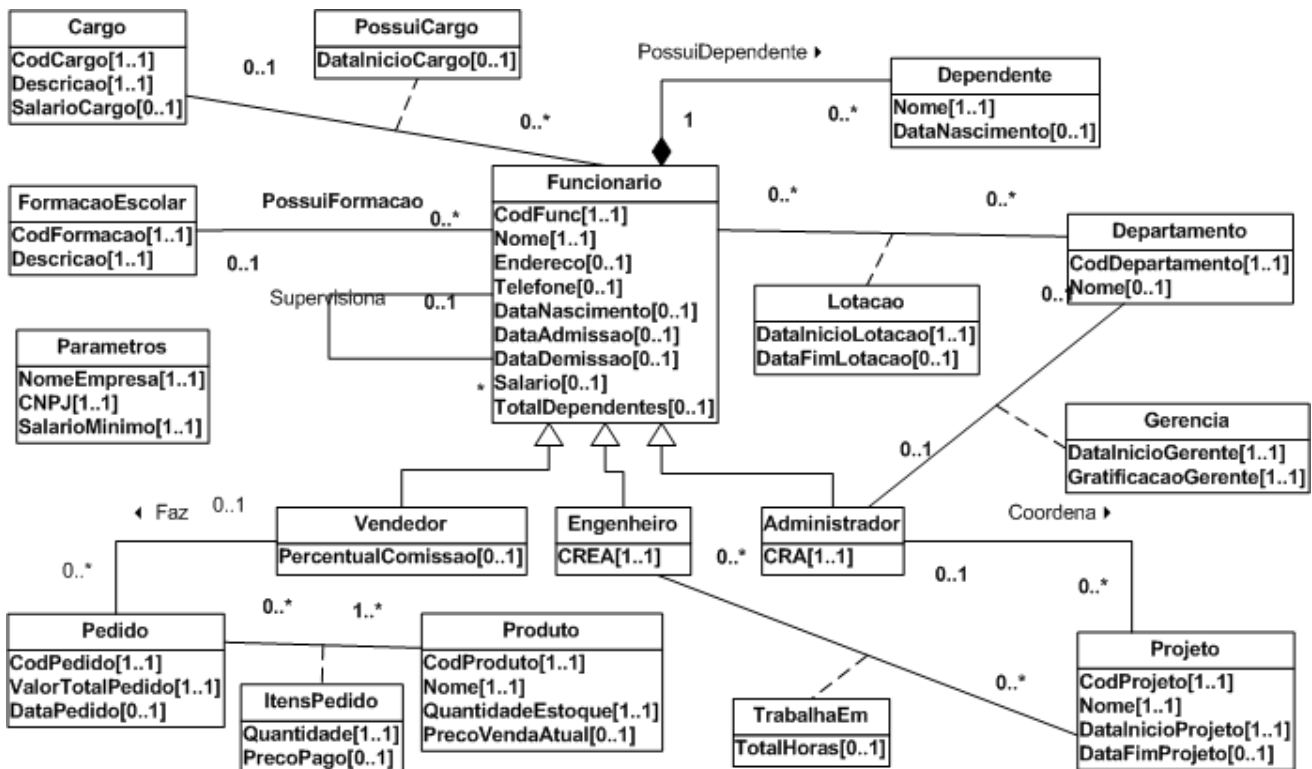 Cargo
CodCargo[1..1]
Descricao[1..1]
SalarioCargo[0..1]
0..1
PossuiCargo
DataInicioCargo[0..1]
0..*
PossuiDependente
1
0..*
Dependente
Nome[1..1]
DataNascimento[0..1]
FormacaoEscolar
CodFormacao[1..1]
Descricao[1..1]
PossuiFormacao
0..*
0..1
Supervisiona
0..1
*
Funcionario
CodFunc[1..1]
Nome[1..1]
Endereco[0..1]
Telefone[0..1]
DataNascimento[0..1]
DataAdmissao[0..1]
DataDemissao[0..1]
Salario[0..1]
TotalDependentes[0..1]
0..*
0..*
Departamento
CodDepartamento[1..1]
Nome[0..1]
Lotacao
DataInicioLotacao[1..1]
DataFimLotacao[0..1]
Parametros
NomeEmpresa[1..1]
CNPJ[1..1]
SalarioMinimo[1..1]
Gerencia
DataInicioGerente[1..1]
GratificacaoGerente[1..1]
0..1
Faz
0..1
0..*
Vendedor
PercentualComissao[0..1]
Engenheiro
CREA[1..1]
0..*
Administrador
CRA[1..1]
Coordena
0..1
0..*
Pedido
CodPedido[1..1]
ValorTotalPedido[1..1]
DataPedido[0..1]
0..*
1..*
ItensPedido
Quantidade[1..1]
PrecoPago[0..1]
Produto
CodProduto[1..1]
Nome[1..1]
QuantidadeEstoque[1..1]
PrecoVendaAtual[0..1]
TrabalhaEm
TotalHoras[0..1]
0..*
Projeto
CodProjeto[1..1]
Nome[1..1]
DataInicioProjeto[1..1]
DataFimProjeto[0..1]